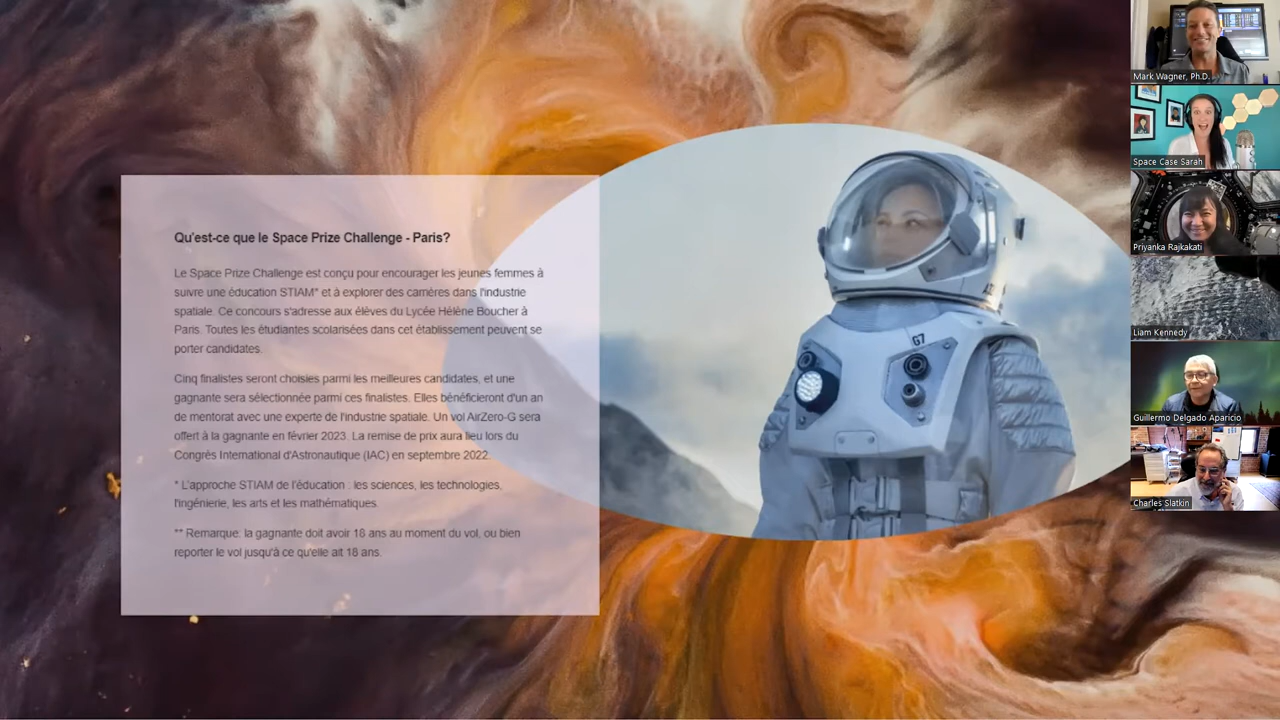 Qu'est-ce que le Space Prize Challenge - Paris?
Le Space Prize Challenge est conçu pour encourager les jeunes femmes à
suivre une éducation STIAM* et à explorer des carrières dans l'industrie
spatiale. Ce concours s'adresse aux élèves du Lycée Hélène Boucher à
Paris. Toutes les étudiantes scolarisées dans cet établissement peuvent se
porter candidates.
Cinq finalistes seront choisies parmi les meilleures candidates, et une
gagnante sera sélectionnée parmi ces finalistes. Elles bénéficieront d'un an
de mentorat avec une experte de l'industrie spatiale. Un vol AirZero-G sera
offert à la gagnante en février 2023. La remise de prix aura lieu lors du
Congrès International d'Astronautique (IAC) en septembre 2022.
* L'approche STIAM de l'éducation : les sciences, les technologies,
l'ingénierie, les arts et les mathématiques.
** Remarque: la gagnante doit avoir 18 ans au moment du vol, ou bien
reporter le vol jusqu'à ce qu'elle ait 18 ans.
G7
Mark Wagner, Ph.D.
Space Case Sarah
Priyanka Rajkakati
Liam Kennedy
Guillermo Delgado Aparicio
Charles Slatkin